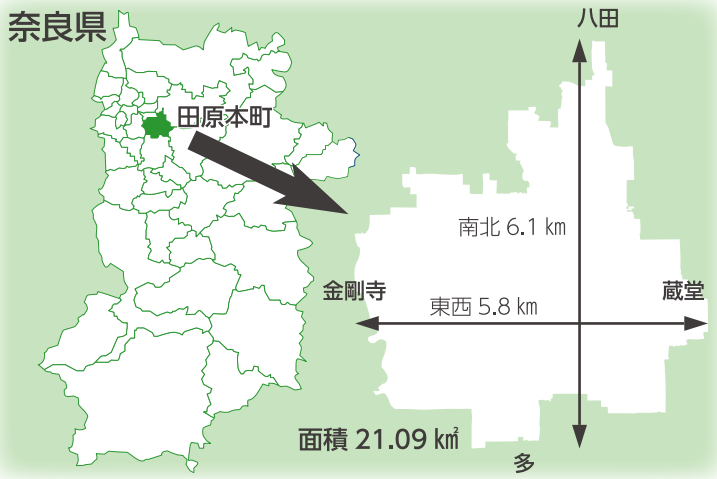 奈良県
田原本町
八田
南北 6.1 km
金剛寺
蔵堂
東西 5.8 km
面積 21.09 ㎢
多